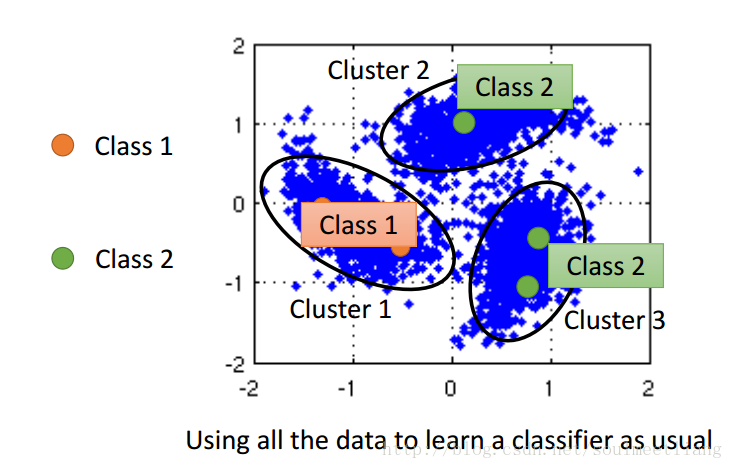 2
Cluster 2
Class 2
Class 1
1
0
Class 1
Class 2
Class 2
-1
Cluster 1
Cluster 3
-2
-2 -1 0 1 2
Using all the data to learn a classifier as usual